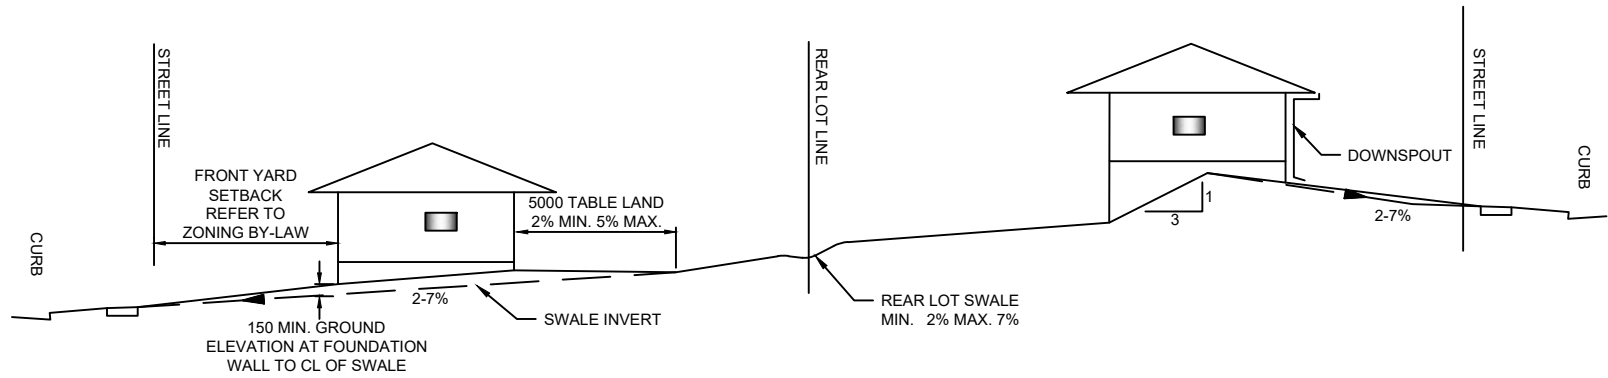 STREET LINE
FRONT YARD
SETBACK
REFER TO
ZONING BY-LAW
CURB
5000 TABLE LAND
2% MIN. 5% MAX.
2-7%
SWALE INVERT
150 MIN. GROUND
ELEVATION AT FOUNDATION
WALL TO CL OF SWALE
REAR LOT LINE
REAR LOT SWALE
MIN. 2% MAX. 7%
1
3
DOWNSPOUT
2-7%
STREET LINE
CURB